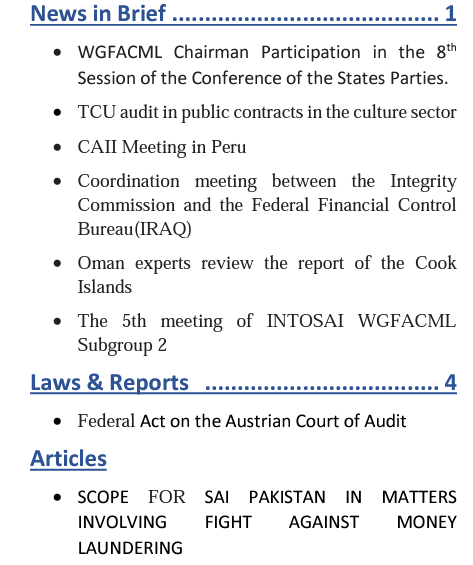 News in Brief ..................................... 1
• WGFACML Chairman Participation in the 8th
Session of the Conference of the States Parties.
• TCU audit in public contracts in the culture sector
• CAII Meeting in Peru
• Coordination meeting between the Integrity
Commission and the Federal Financial Control
Bureau(IRAQ)
• Oman experts review the report of the Cook
Islands
• The 5th meeting of INTOSAI WGFACML
Subgroup 2
Laws & Reports ................................... 4
• Federal Act on the Austrian Court of Audit
Articles
• SCOPE FOR SAI PAKISTAN IN MATTERS
INVOLVING FIGHT AGAINST MONEY
LAUNDERING